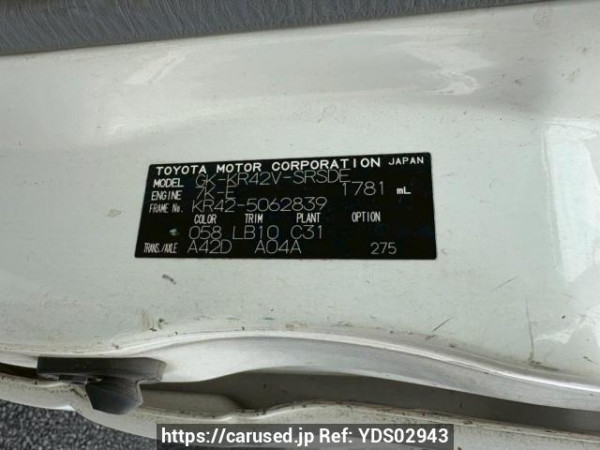 TOYOTA MOTOR CORPORATION JAPAN
MODEL GK-KR42V-SRSDE
ENGINE 7K-E 1781 mL
FRAME No. KR42-5062839
COLOR TRIM PLANT OPTION
058 LB10 C31
TRANS./AXLE A42D A04A 275
https://carused.jp Ref: YDS02943